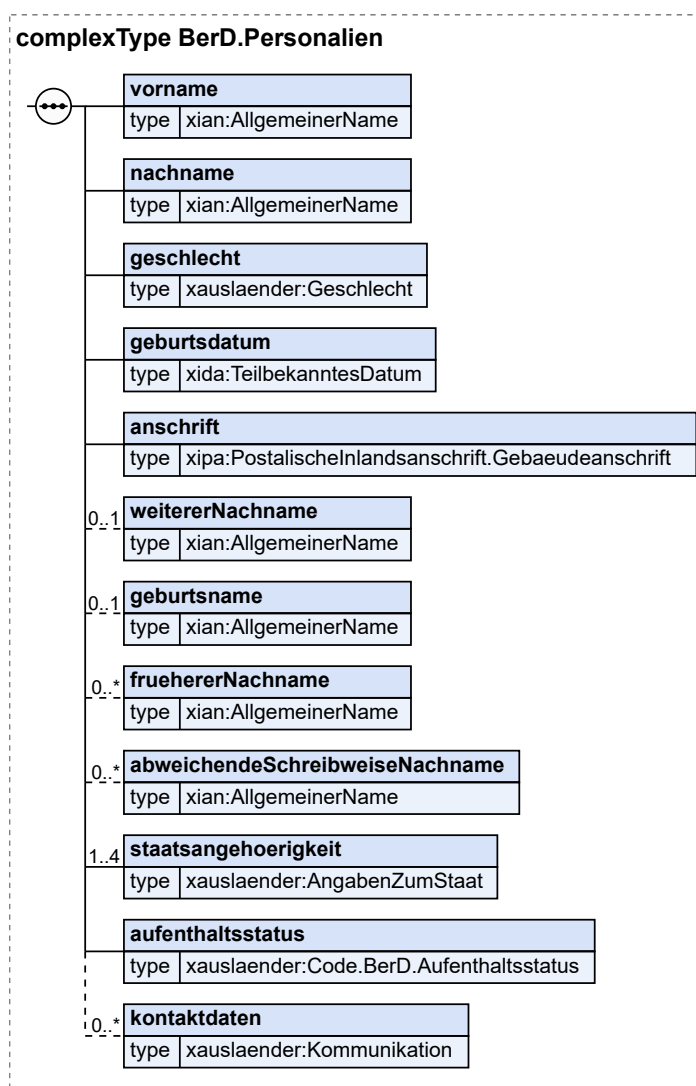 complexType BerD.Personalien
vorname
type xian:AllgemeinerName
nachname
type xian:AllgemeinerName
geschlecht
type xauslaender:Geschlecht
geburtsdatum
type xida:TeilbekanntesDatum
anschrift
type xipa:PostalischeInlandsanschrift.Gebaeudeanschrift
0..1 weitererNachname
type xian:AllgemeinerName
0..1 geburtsname
type xian:AllgemeinerName
0..* fruehererNachname
type xian:AllgemeinerName
0..* abweichendeSchreibweiseNachname
type xian:AllgemeinerName
1..4 staatsangehoerigkeit
type xauslaender:AngabenZumStaat
aufenthaltsstatus
type xauslaender:Code.BerD.Aufenthaltsstatus
0..* kontaktdaten
type xauslaender:Kommunikation